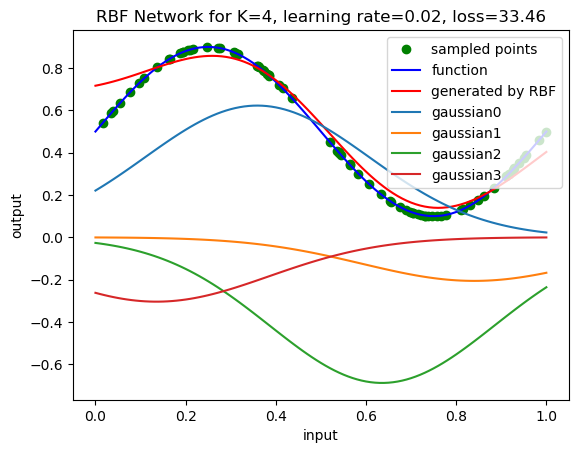 RBF Network for K=4, learning rate=0.02, loss=33.46
sampled points
function
generated by RBF
gaussian0
gaussian1
gaussian2
gaussian3
output
0.8
0.6
0.4
0.2
0.0
−0.2
−0.4
−0.6
0.0 0.2 0.4 0.6 0.8 1.0
input